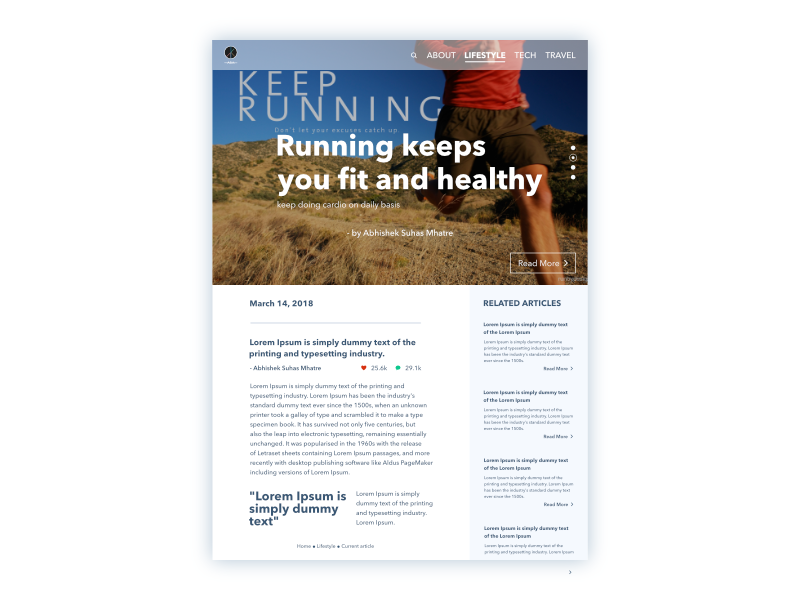 ABOUT LIFESTYLE TECH TRAVEL
KEEP
RUNNING
Don't let your excuses catch up
Running keeps
you fit and healthy
keep doing cardio on daily basis
- by Abhishek Suhas Mhatre
Read More
March 14, 2018
Lorem Ipsum is simply dummy text of the
printing and typesetting industry.
- Abhishek Suhas Mhatre 25.6k 29.1k
Lorem Ipsum is simply dummy text of the printing and
typesetting industry. Lorem Ipsum has been the industry's
standard dummy text ever since the 1500s, when an unknown
printer took a galley of type and scrambled it to make a type
specimen book. It has survived not only five centuries, but
also the leap into electronic typesetting, remaining essentially
unchanged. It was popularised in the 1960s with the release
of Letraset sheets containing Lorem Ipsum passages, and more
recently with desktop publishing software like Aldus PageMaker
including versions of Lorem Ipsum.
"Lorem Ipsum is
simply dummy
text"
Lorem Ipsum is simply
dummy text of the printing
and typesetting industry.
Lorem Ipsum.
Home Lifestyle Current article
RELATED ARTICLES
Lorem Ipsum is simply dummy text
of the Lorem Ipsum
Lorem Ipsum is simply dummy text of the
printing and typesetting industry. Lorem Ipsum
has been the industry's standard dummy text
ever since the 1500s.
Read More
Lorem Ipsum is simply dummy text
of the Lorem Ipsum
Lorem Ipsum is simply dummy text of the
printing and typesetting industry. Lorem Ipsum
has been the industry's standard dummy text
ever since the 1500s.
Read More
Lorem Ipsum is simply dummy text
of the Lorem Ipsum
Lorem Ipsum is simply dummy text of the
printing and typesetting industry. Lorem Ipsum
has been the industry's standard dummy text
ever since the 1500s.
Read More
Lorem Ipsum is simply dummy text
of the Lorem Ipsum
Lorem Ipsum is simply dummy text of the
printing and typesetting industry. Lorem Ipsum